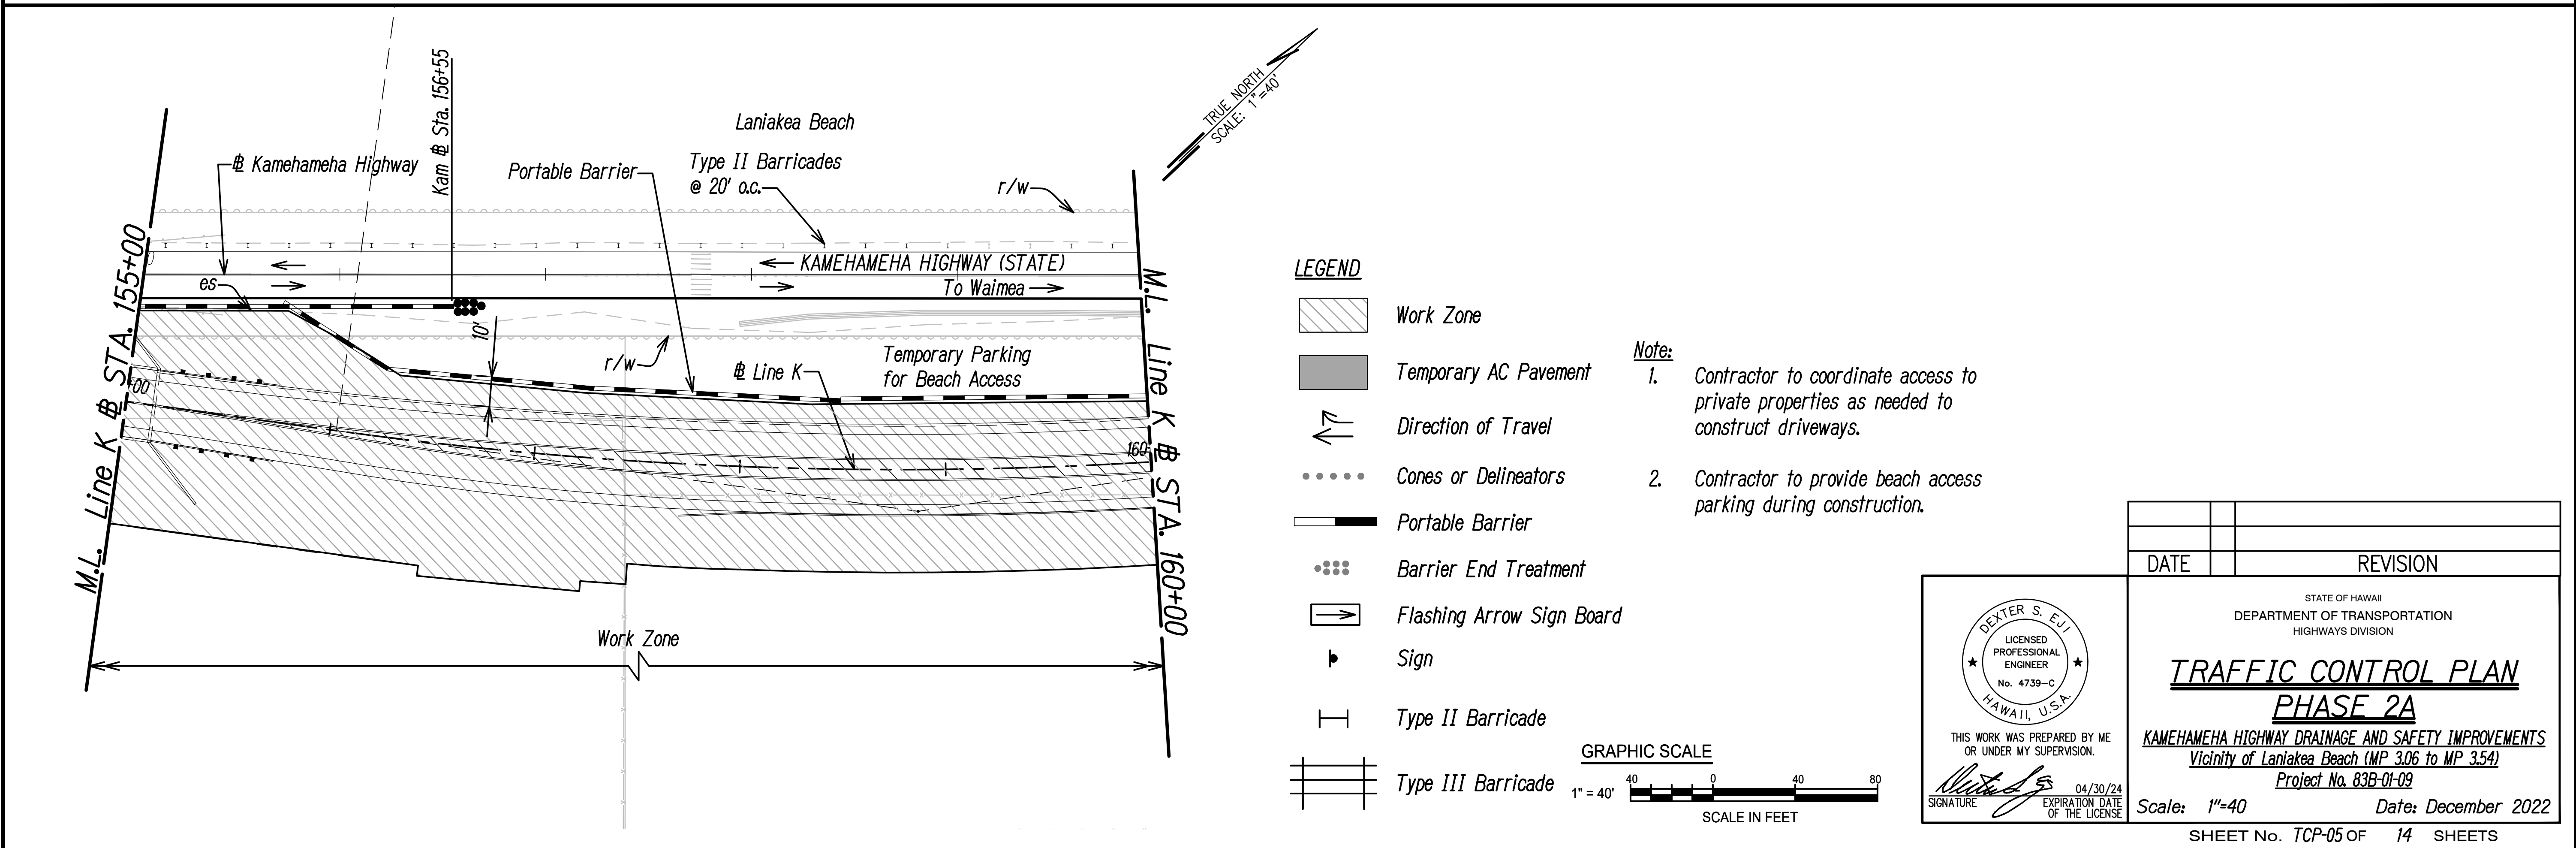 Laniakea Beach
℄ Kamehameha Highway
Kam ℄ Sta. 156+55
Portable Barrier
Type II Barricades
@ 20' o.c.
r/w
TRUE NORTH
SCALE: 1"=40'
KAMEHAMEHA HIGHWAY (STATE)
To Waimea
es
10'
r/w
℄ Line K
Temporary Parking
for Beach Access
+00
160
M.L. Line K ℄ STA. 155+00
M.L. Line K ℄ STA. 160+00
Work Zone
LEGEND
Work Zone
Temporary AC Pavement
Direction of Travel
Cones or Delineators
Portable Barrier
Barrier End Treatment
Flashing Arrow Sign Board
Sign
Type II Barricade
Type III Barricade
Note:
1. Contractor to coordinate access to
private properties as needed to
construct driveways.
2. Contractor to provide beach access
parking during construction.
GRAPHIC SCALE
40 0 40 80
1" = 40'
SCALE IN FEET
DATE REVISION
DEXTER S. EJI
LICENSED
PROFESSIONAL
ENGINEER
No. 4739-C
HAWAII, U.S.A.
THIS WORK WAS PREPARED BY ME
OR UNDER MY SUPERVISION.
04/30/24
SIGNATURE EXPIRATION DATE
OF THE LICENSE
STATE OF HAWAII
DEPARTMENT OF TRANSPORTATION
HIGHWAYS DIVISION
TRAFFIC CONTROL PLAN
PHASE 2A
KAMEHAMEHA HIGHWAY DRAINAGE AND SAFETY IMPROVEMENTS
Vicinity of Laniakea Beach (MP 3.06 to MP 3.54)
Project No. 83B-01-09
Scale: 1"=40 Date: December 2022
SHEET No. TCP-05 OF 14 SHEETS